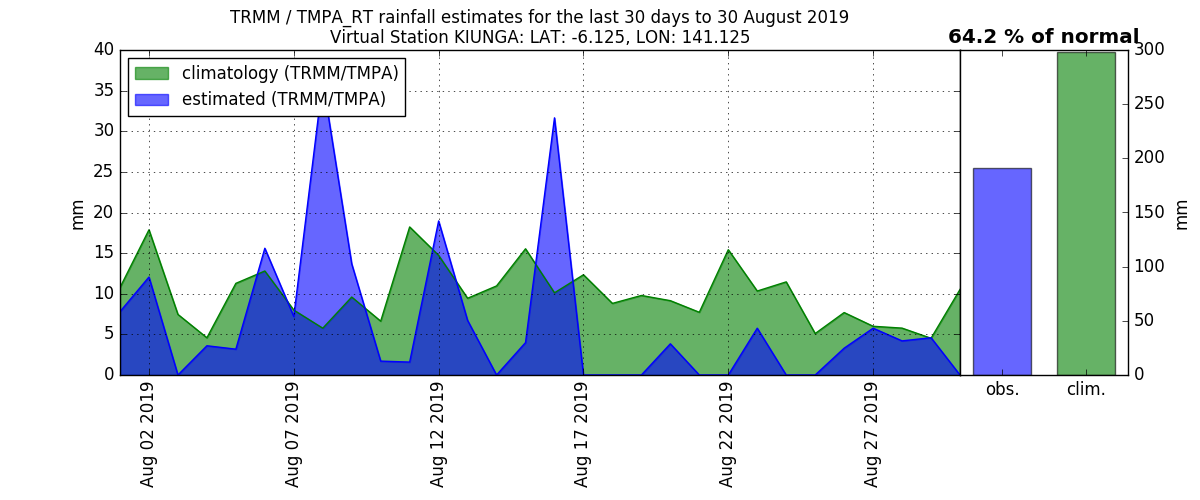 TRMM / TMPA_RT rainfall estimates for the last 30 days to 30 August 2019
Virtual Station KIUNGA: LAT: -6.125, LON: 141.125
64.2 % of normal
climatology (TRMM/TMPA)
estimated (TRMM/TMPA)
40
35
30
25
20
15
10
5
0
mm
300
250
200
150
100
50
0
mm
Aug 02 2019
Aug 07 2019
Aug 12 2019
Aug 17 2019
Aug 22 2019
Aug 27 2019
obs.
clim.